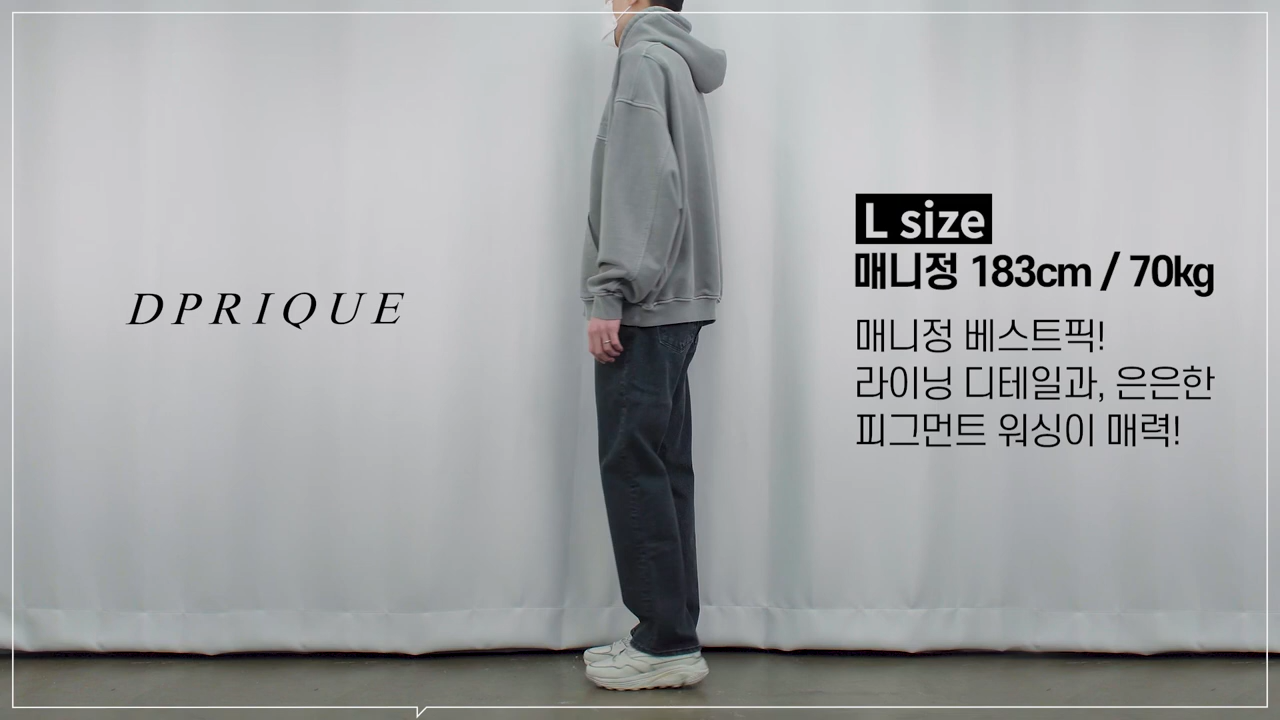 DPRIQUE
L size
매니정 183cm / 70kg
매니정 베스트픽!
라이닝 디테일과, 은은한
피그먼트 워싱이 매력!